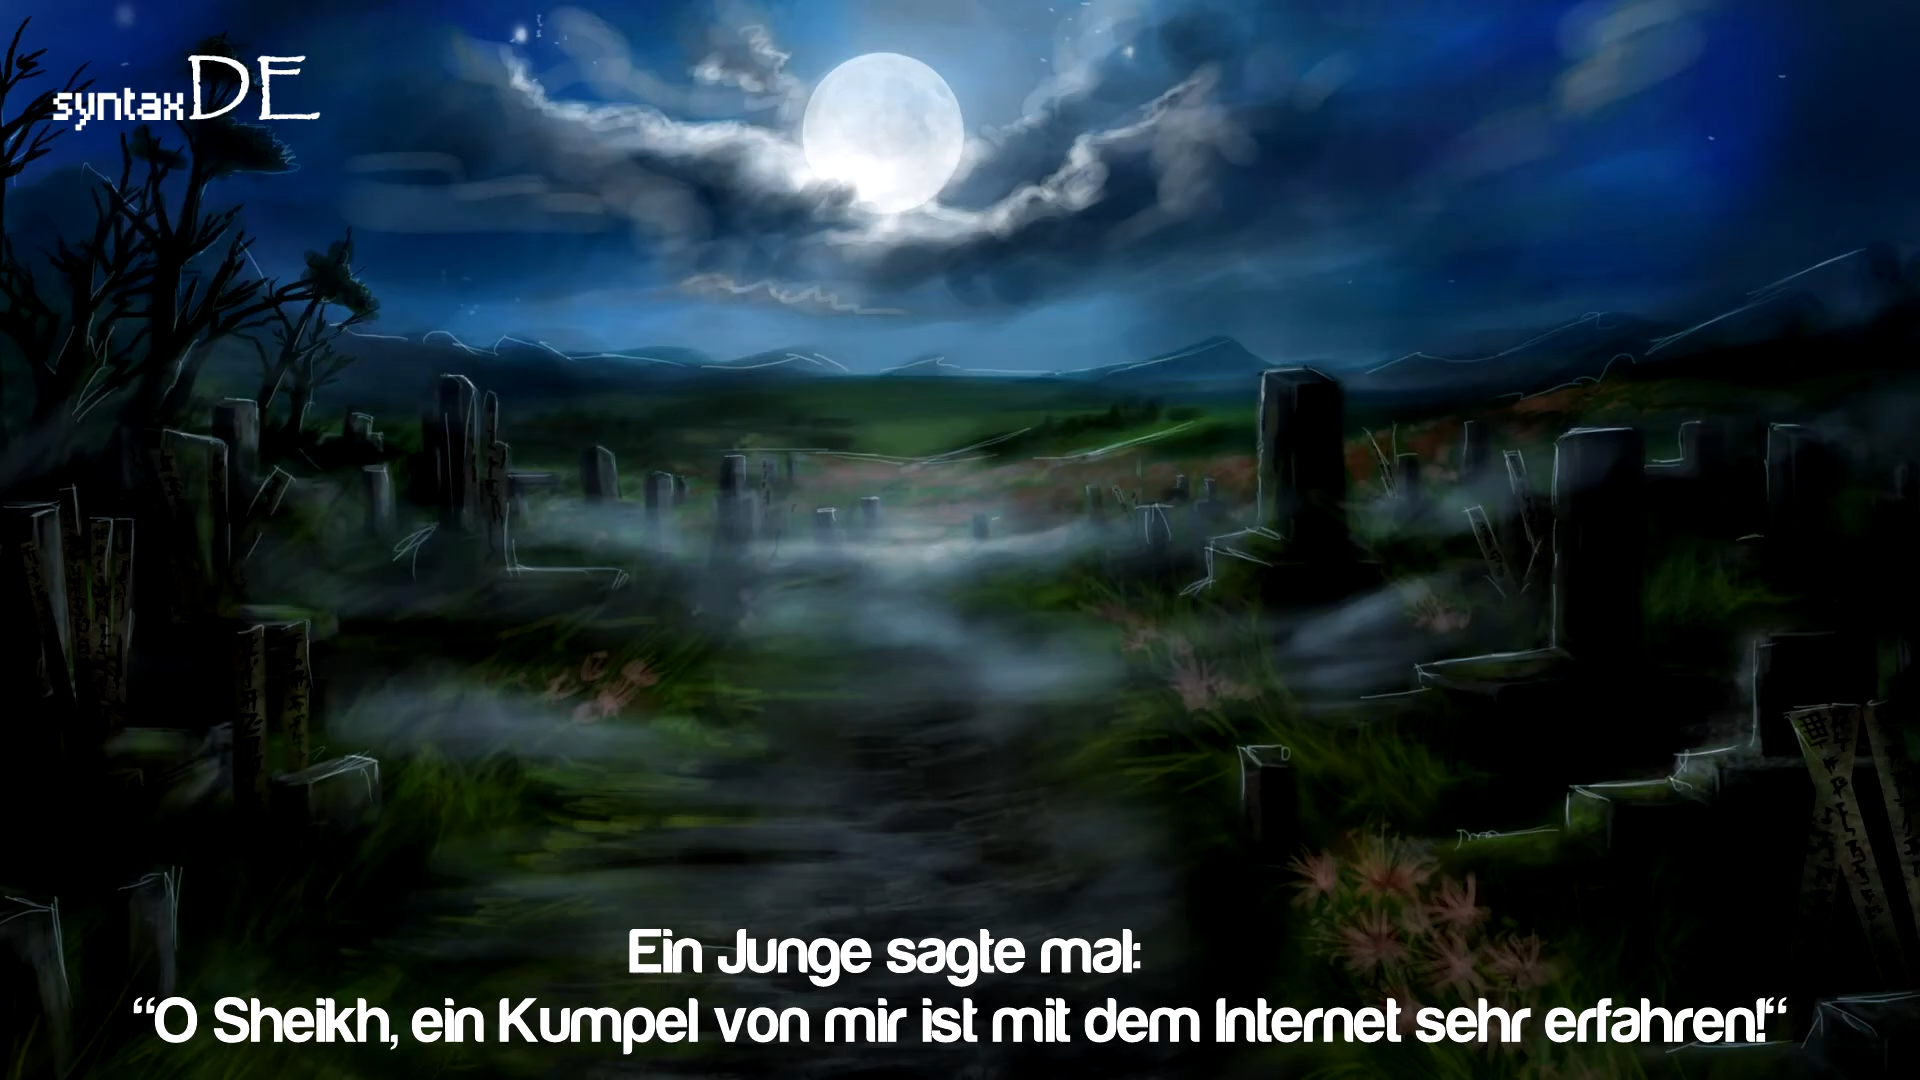 syntaxDE
Ein Junge sagte mal:
“O Sheikh, ein Kumpel von mir ist mit dem Internet sehr erfahren!“